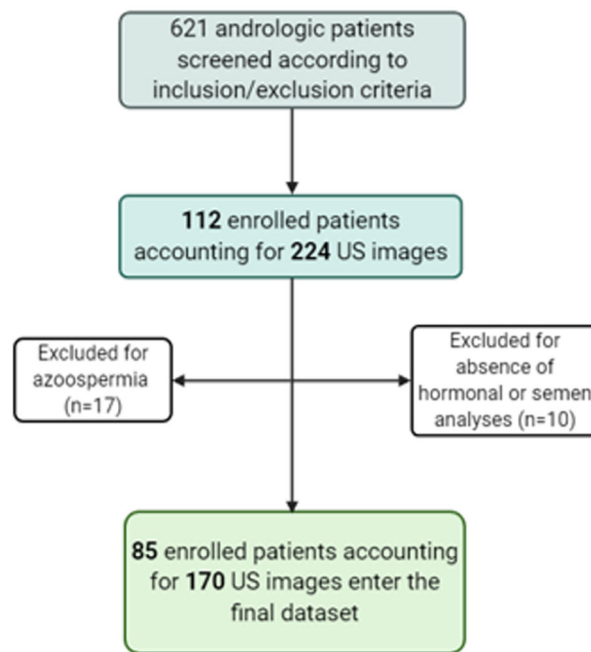 621 andrologic patients
screened according to
inclusion/exclusion criteria
112 enrolled patients
accounting for 224 US images
Excluded for
azoospermia
(n=17)
Excluded for
absence of
hormonal or semen
analyses (n=10)
85 enrolled patients accounting
for 170 US images enter the
final dataset